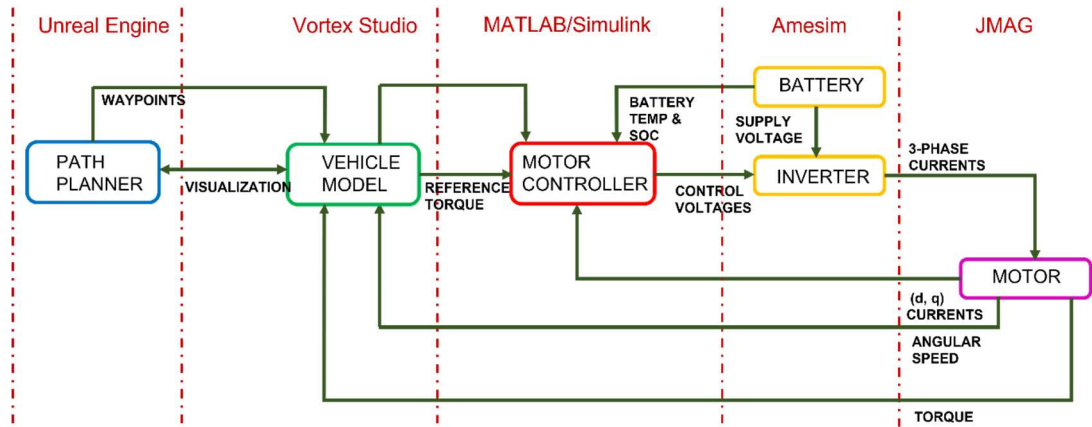 Unreal Engine
Vortex Studio
MATLAB/Simulink
Amesim
JMAG
WAYPOINTS
BATTERY
TEMP &
SOC
BATTERY
SUPPLY
VOLTAGE
3-PHASE
CURRENTS
PATH
PLANNER
VISUALIZATION
VEHICLE
MODEL
REFERENCE
TORQUE
MOTOR
CONTROLLER
CONTROL
VOLTAGES
INVERTER
MOTOR
(d, q)
CURRENTS
ANGULAR
SPEED
TORQUE